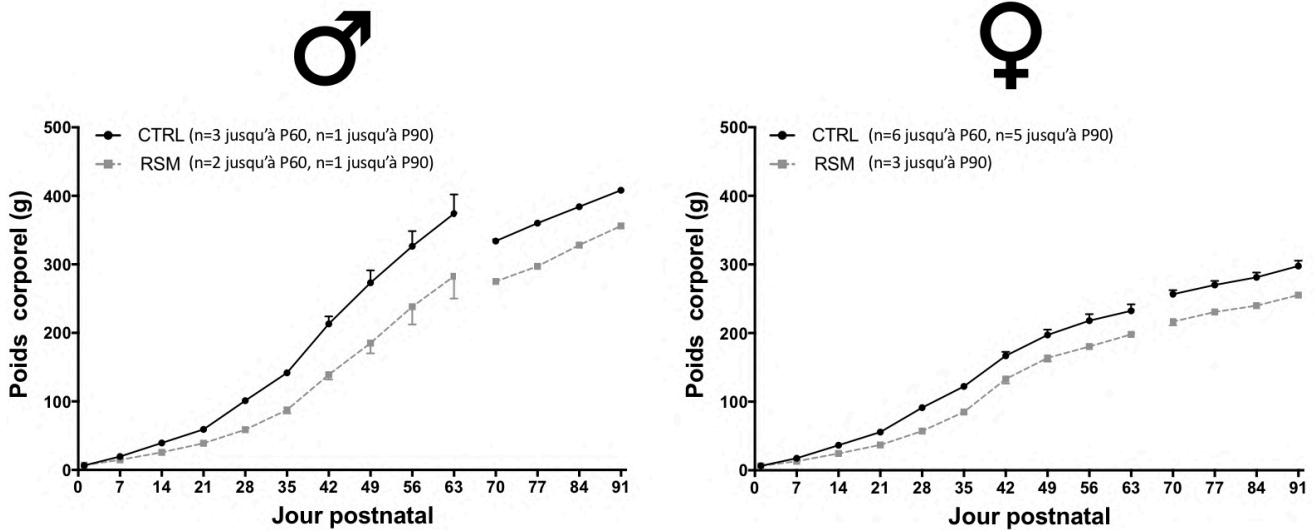 500
CTRL (n=3 jusqu'à P60, n=1 jusqu'à P90)
RSM (n=2 jusqu'à P60, n=1 jusqu'à P90)
400
300
200
100
0
Poids corporel (g)
0 7 14 21 28 35 42 49 56 63 70 77 84 91
Jour postnatal
500
CTRL (n=6 jusqu'à P60, n=5 jusqu'à P90)
RSM (n=3 jusqu'à P90)
400
300
200
100
0
Poids corporel (g)
0 7 14 21 28 35 42 49 56 63 70 77 84 91
Jour postnatal